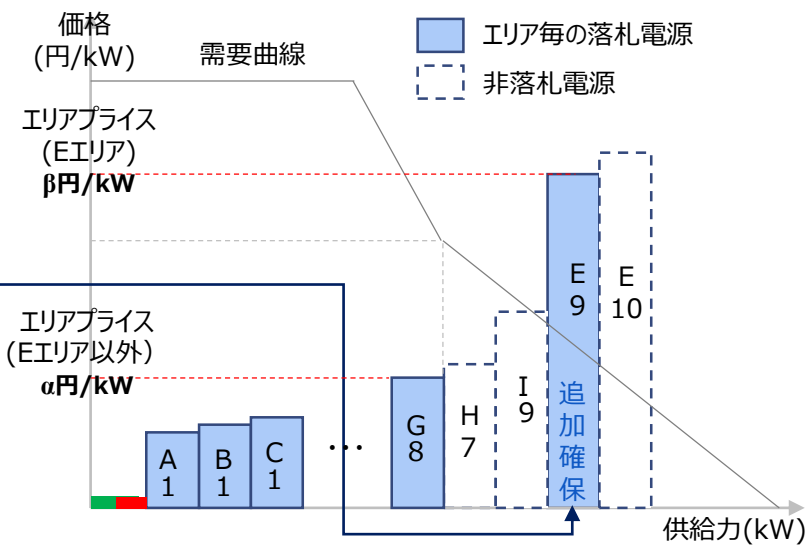 価格
(円/kW)
需要曲線
エリア毎の落札電源
非落札電源
エリアプライス
(Eエリア)
β円/kW
エリアプライス
(Eエリア以外)
α円/kW
A
1
B
1
C
1
…
G
8
H
7
I
9
E
9
追
加
確
保
E
10
供給力(kW)